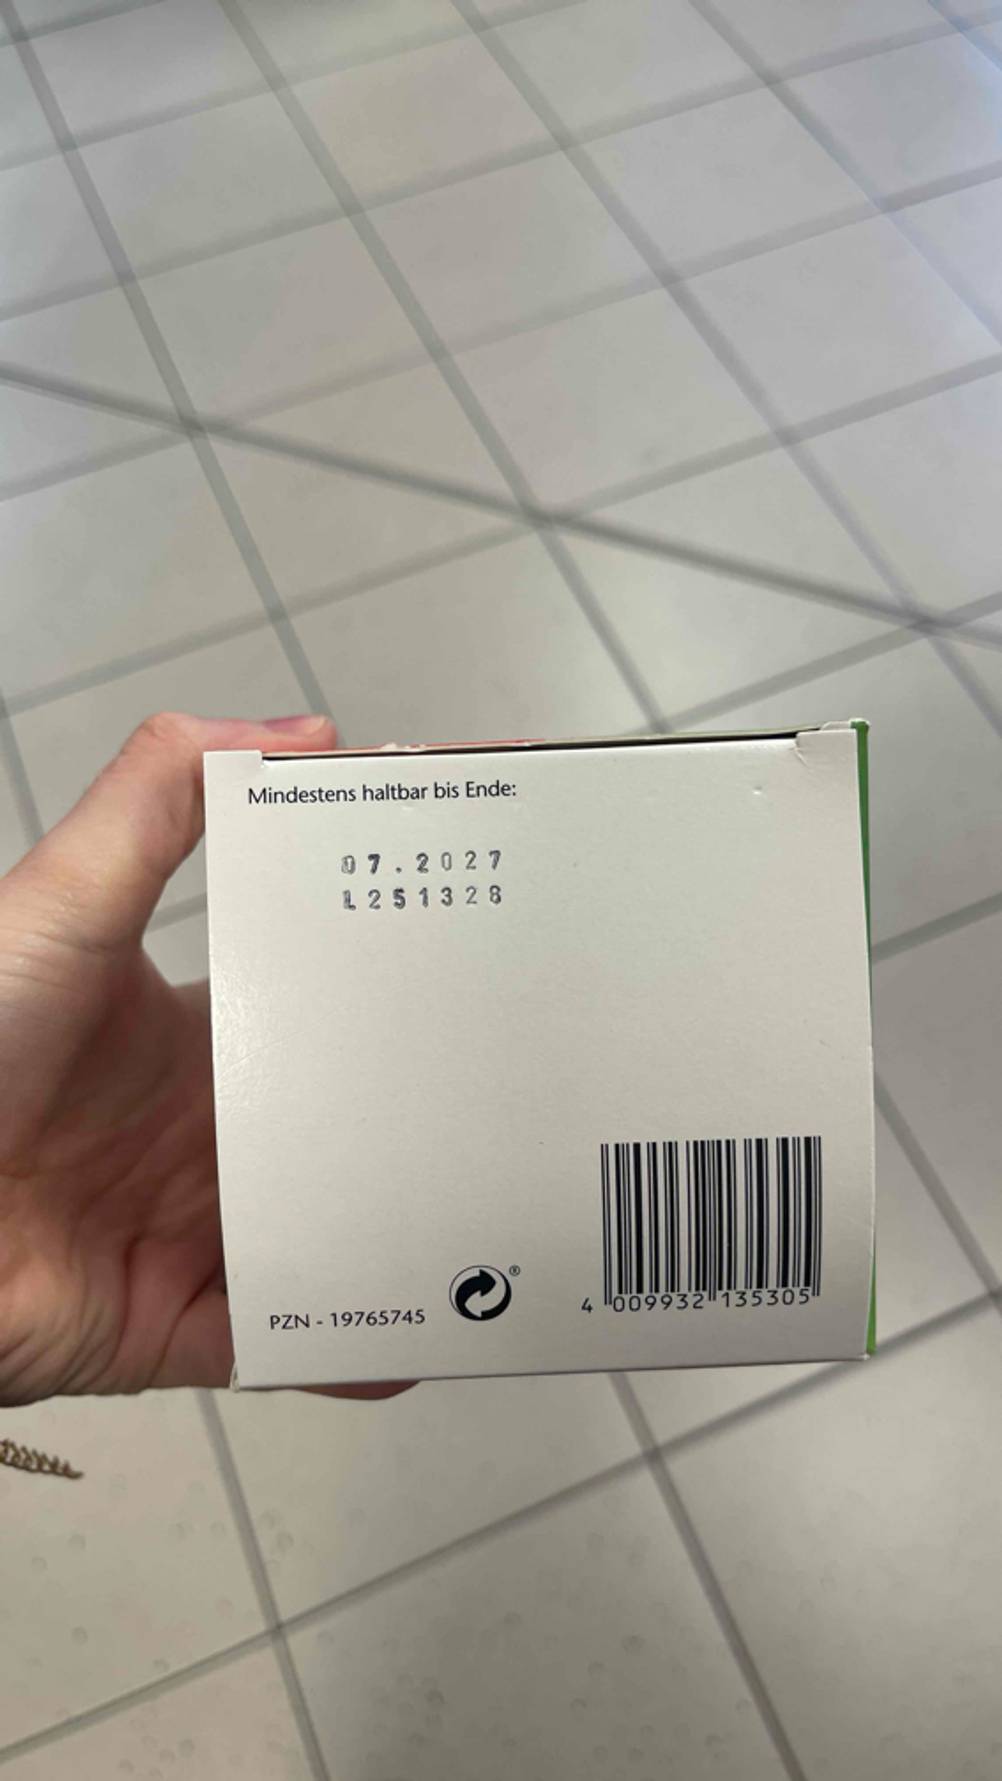 Mindestens haltbar bis Ende:
07.2027
L251328
PZN - 19765745
®
4 009932 135305